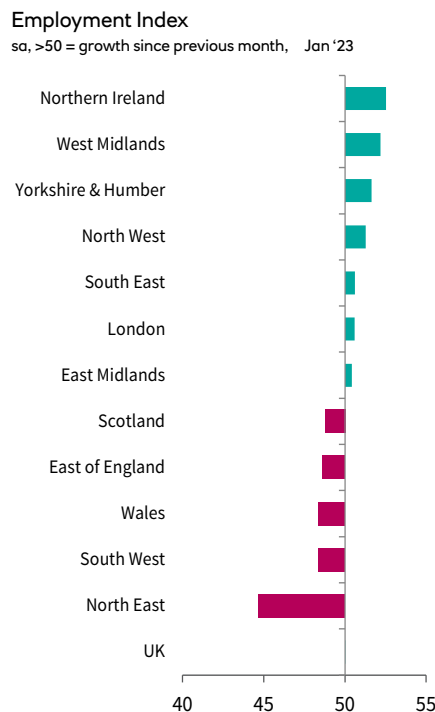 Employment Index
sa, >50 = growth since previous month, Jan ‘23
Northern Ireland
West Midlands
Yorkshire & Humber
North West
South East
London
East Midlands
Scotland
East of England
Wales
South West
North East
UK
40 45 50 55